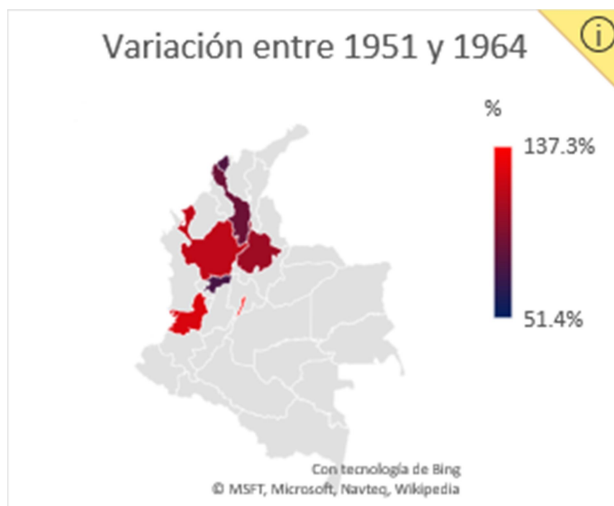 Variación entre 1951 y 1964
i
%
137.3%
51.4%
Con tecnología de Bing
© MSFT, Microsoft, Navteq, Wikipedia